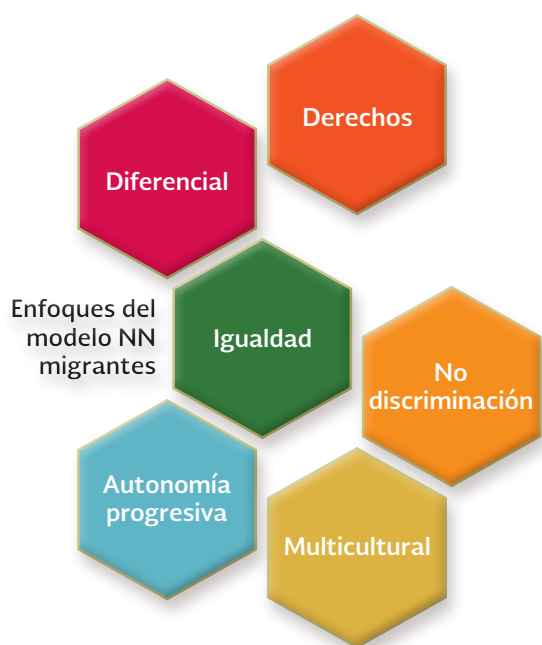 Derechos
Diferencial
Enfoques del
modelo NN
migrantes
Igualdad
No
discriminación
Autonomía
progresiva
Multicultural